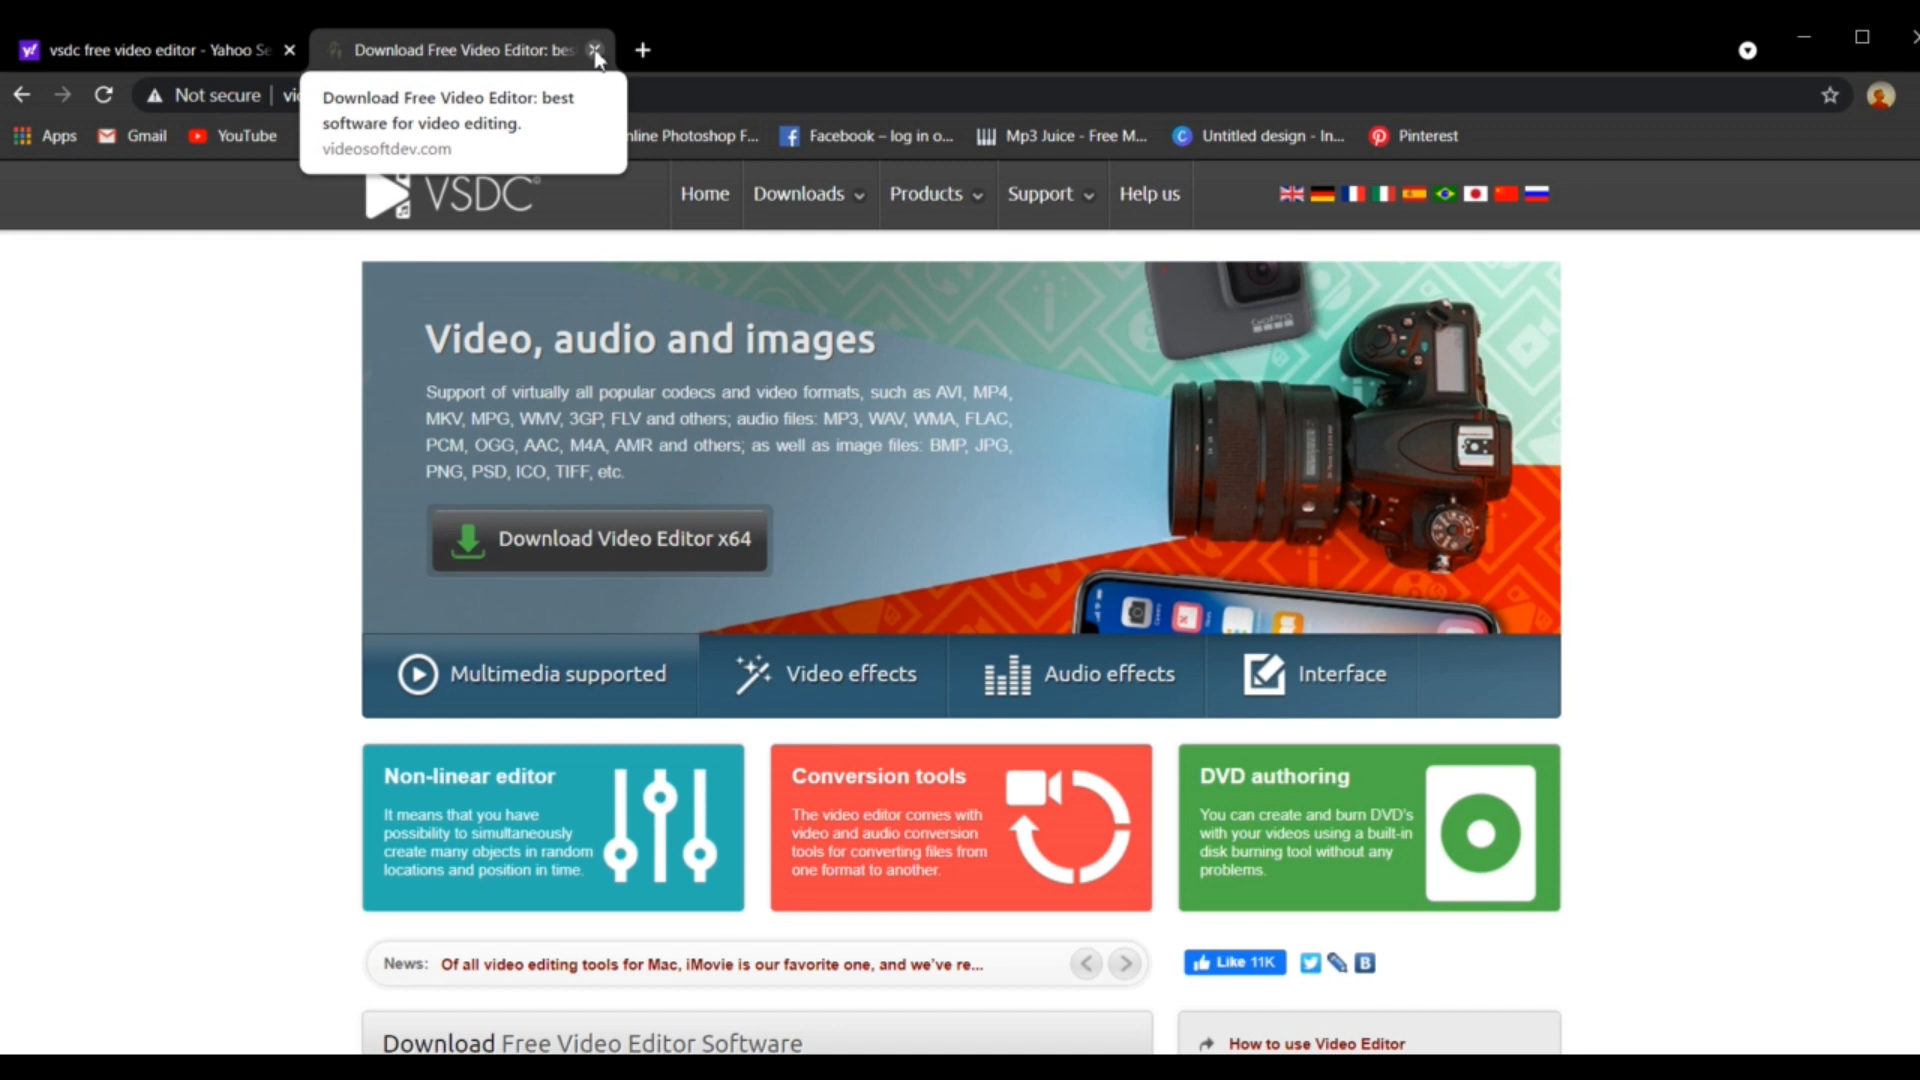 vsdc free video editor - Yahoo Se
Download Free Video Editor: bes
Not secure
Download Free Video Editor: best
software for video editing.
videosoftdev.com
Apps
Gmail
YouTube
nline Photoshop F...
Facebook – log in o...
Mp3 Juice - Free M...
Untitled design - In...
Pinterest
VSDC
Home
Downloads
Products
Support
Help us
Video, audio and images
GoPro
Support of virtually all popular codecs and video formats, such as AVI, MP4,
MKV, MPG, WMV, 3GP, FLV and others; audio files: MP3, WAV, WMA, FLAC,
PCM, OGG, AAC, M4A, AMR and others; as well as image files: BMP, JPG,
PNG, PSD, ICO, TIFF, etc.
Download Video Editor x64
Multimedia supported
Video effects
Audio effects
Interface
Non-linear editor
It means that you have
possibility to simultaneously
create many objects in random
locations and position in time.
Conversion tools
The video editor comes with
video and audio conversion
tools for converting files from
one format to another.
DVD authoring
You can create and burn DVD's
with your videos using a built-in
disk burning tool without any
problems.
News: Of all video editing tools for Mac, iMovie is our favorite one, and we've re...
Like 11K
B
Download Free Video Editor Software
How to use Video Editor